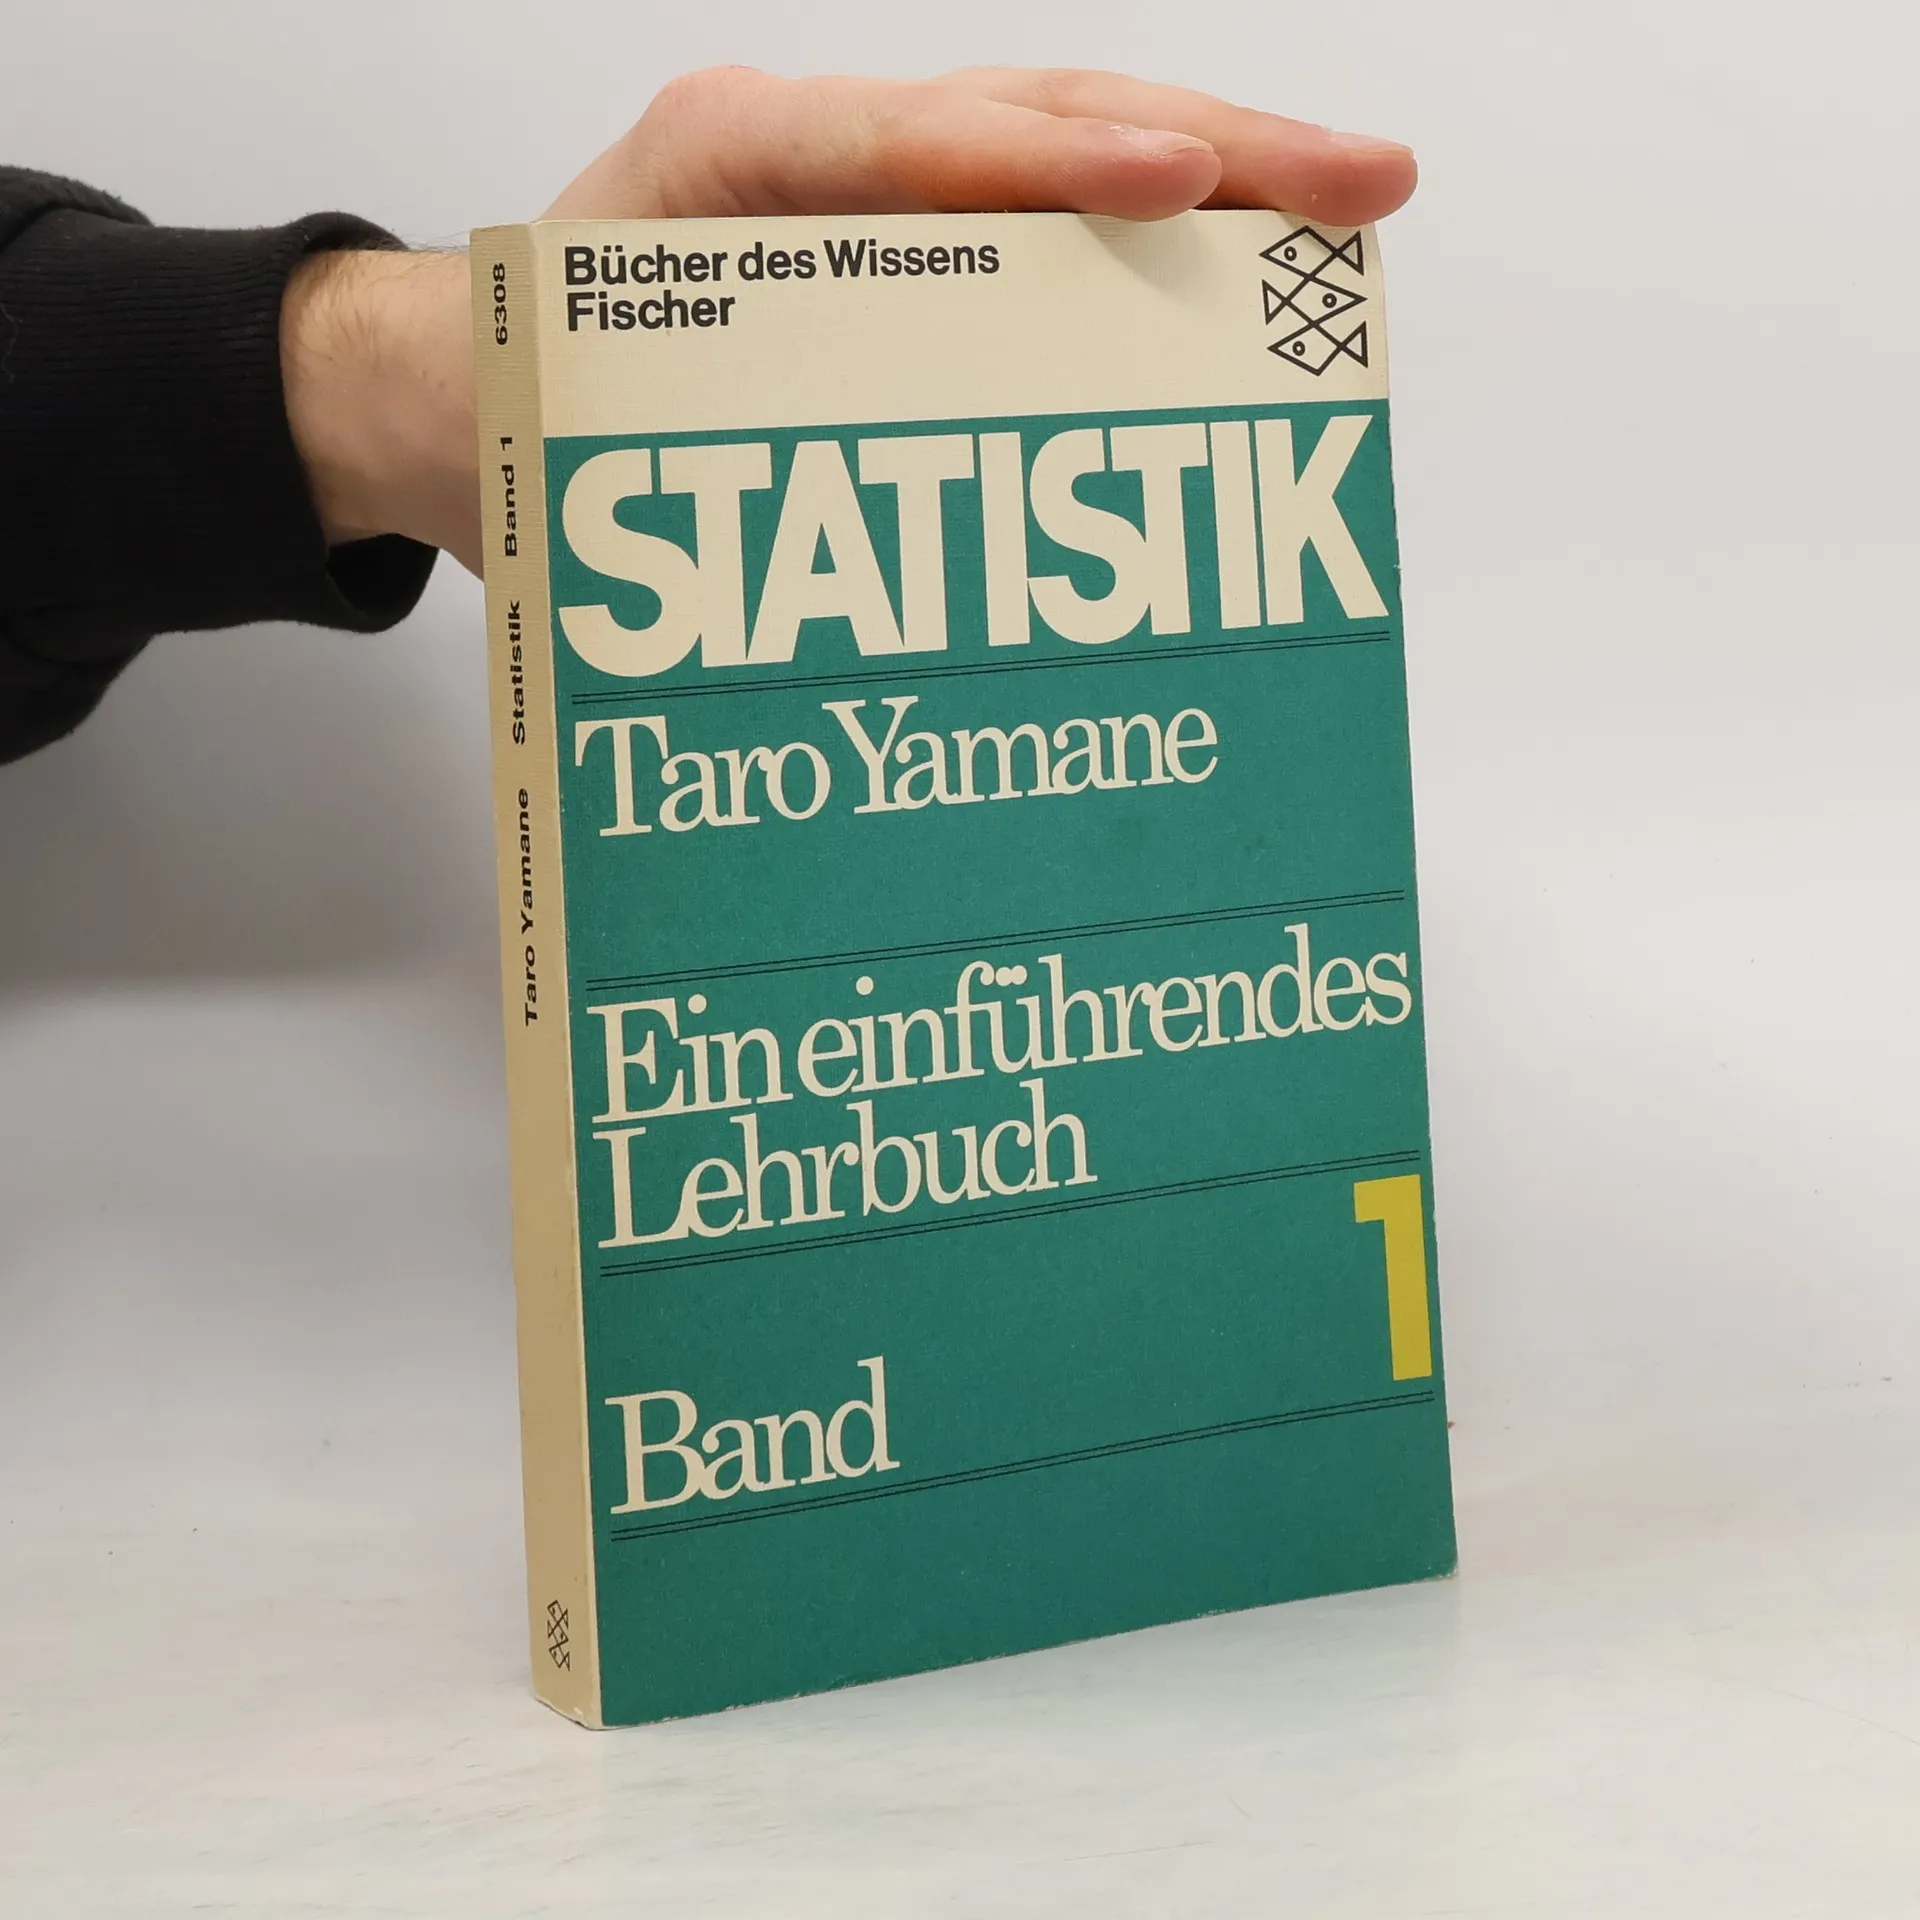 Bücher des Wissens
Fischer
STATISTIK
Taro Yamane
Ein einführendes
Lehrbuch
1
Band
Taro Yamane Statistik Band 1 6308